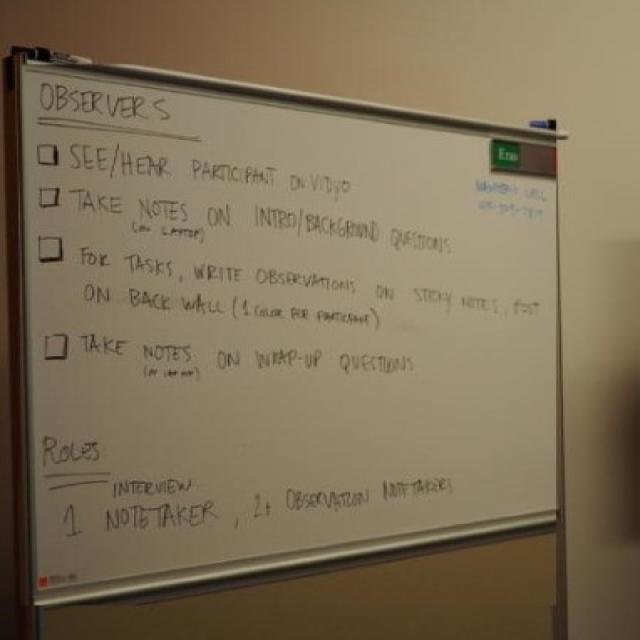 OBSERVERS
SEE/HEAR PARTICIPANT ON VIDYO
TAKE NOTES ON INTRO/BACKGROUND QUESTIONS
(ON LAPTOP)
FOR TASKS, WRITE OBSERVATIONS ON STICKY NOTES, POST
ON BACK WALL (1 COLOR PER PARTICIPANT)
TAKE NOTES ON WRAP-UP QUESTIONS
(ON LAPTOP)
ROLES
INTERVIEW
1 NOTETAKER, 2+ OBSERVATION NOTETAKERS